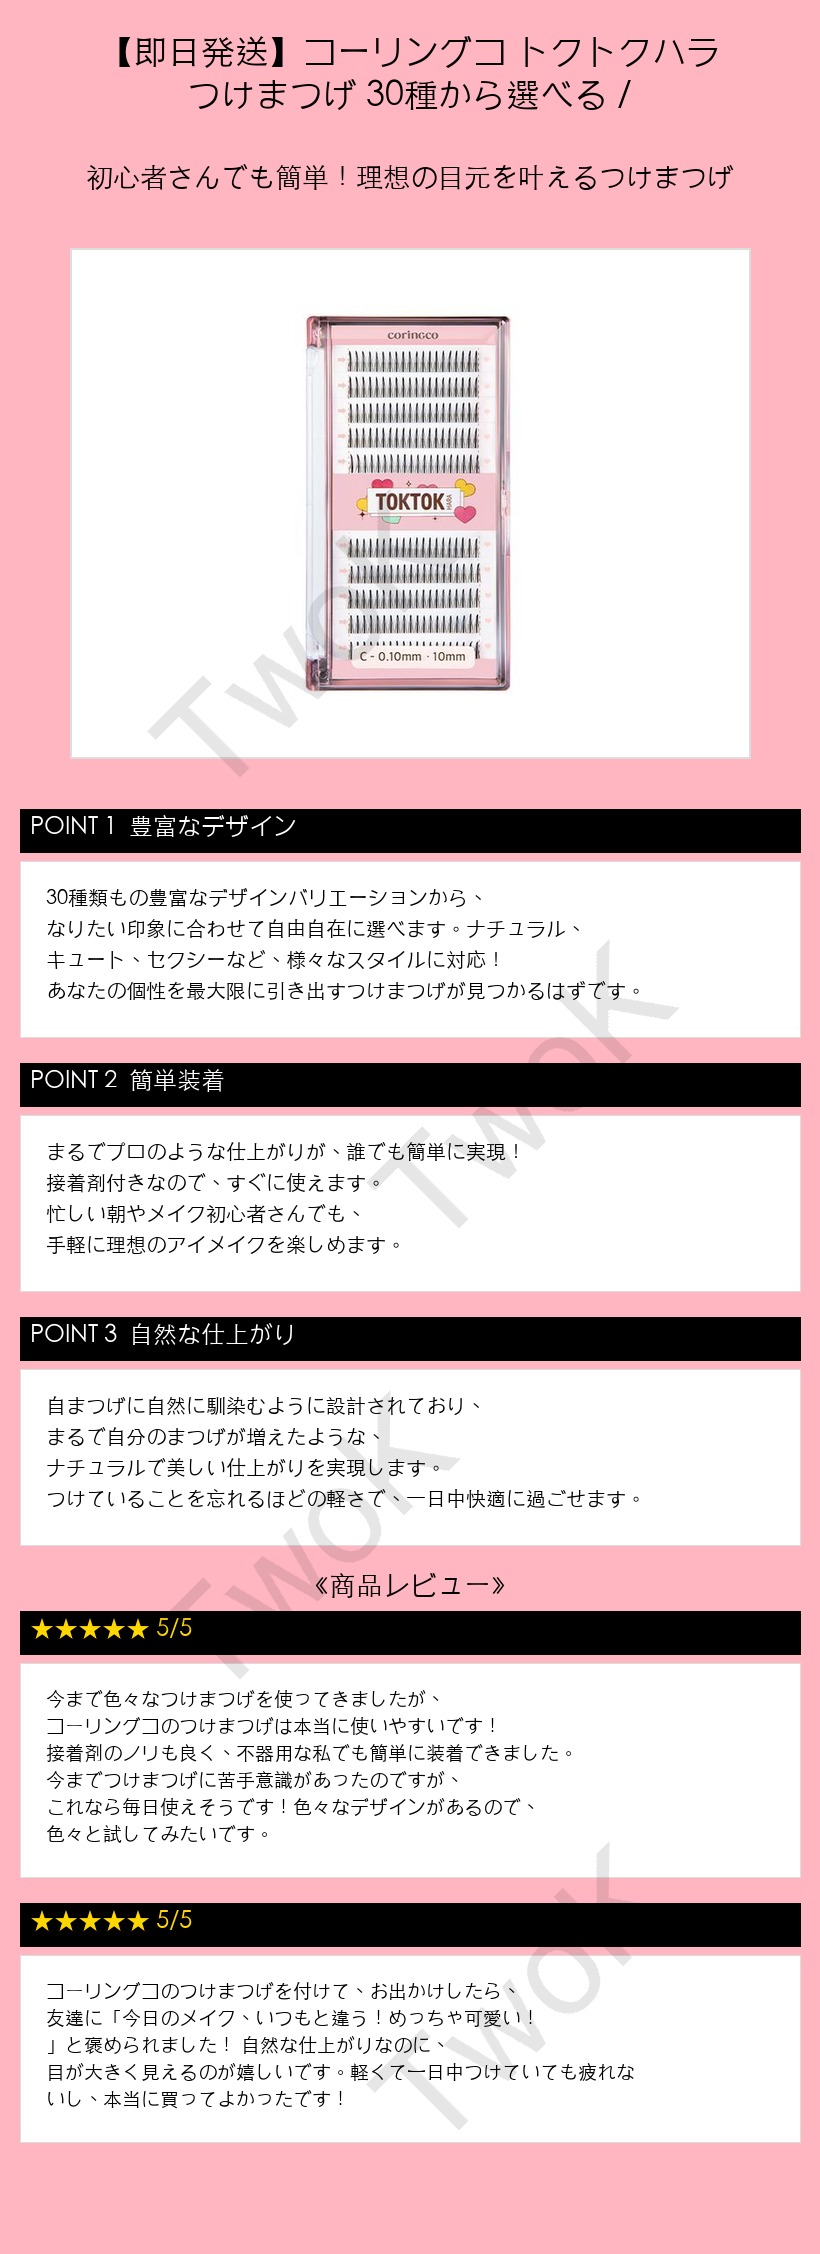 【即日発送】コーリングコ トクトクハラ
つけまつげ 30種から選べる /
初心者さんでも簡単！理想の目元を叶えるつけまつげ
coringco
TOKTOK
HARA
C - 0.10mm · 10mm
TwoK
POINT 1 豊富なデザイン
30種類もの豊富なデザインバリエーションから、
なりたい印象に合わせて自由自在に選べます。ナチュラル、
キュート、セクシーなど、様々なスタイルに対応！
あなたの個性を最大限に引き出すつけまつげが見つかるはずです。
TwoK
POINT 2 簡単装着
まるでプロのような仕上がりが、誰でも簡単に実現！
接着剤付きなので、すぐに使えます。
忙しい朝やメイク初心者さんでも、
手軽に理想のアイメイクを楽しめます。
POINT 3 自然な仕上がり
自まつげに自然に馴染むように設計されており、
まるで自分のまつげが増えたような、
ナチュラルで美しい仕上がりを実現します。
つけていることを忘れるほどの軽さで、一日中快適に過ごせます。
TwoK
《商品レビュー》
★★★★★ 5/5
今まで色々なつけまつげを使ってきましたが、
コーリングコのつけまつげは本当に使いやすいです！
接着剤のノリも良く、不器用な私でも簡単に装着できました。
今までつけまつげに苦手意識があったのですが、
これなら毎日使えそうです！色々なデザインがあるので、
色々と試してみたいです。
★★★★★ 5/5
コーリングコのつけまつげを付けて、お出かけしたら、
友達に「今日のメイク、いつもと違う！めっちゃ可愛い！
」と褒められました！ 自然な仕上がりなのに、
目が大きく見えるのが嬉しいです。軽くて一日中つけていても疲れな
いし、本当に買ってよかったです！
TwoK